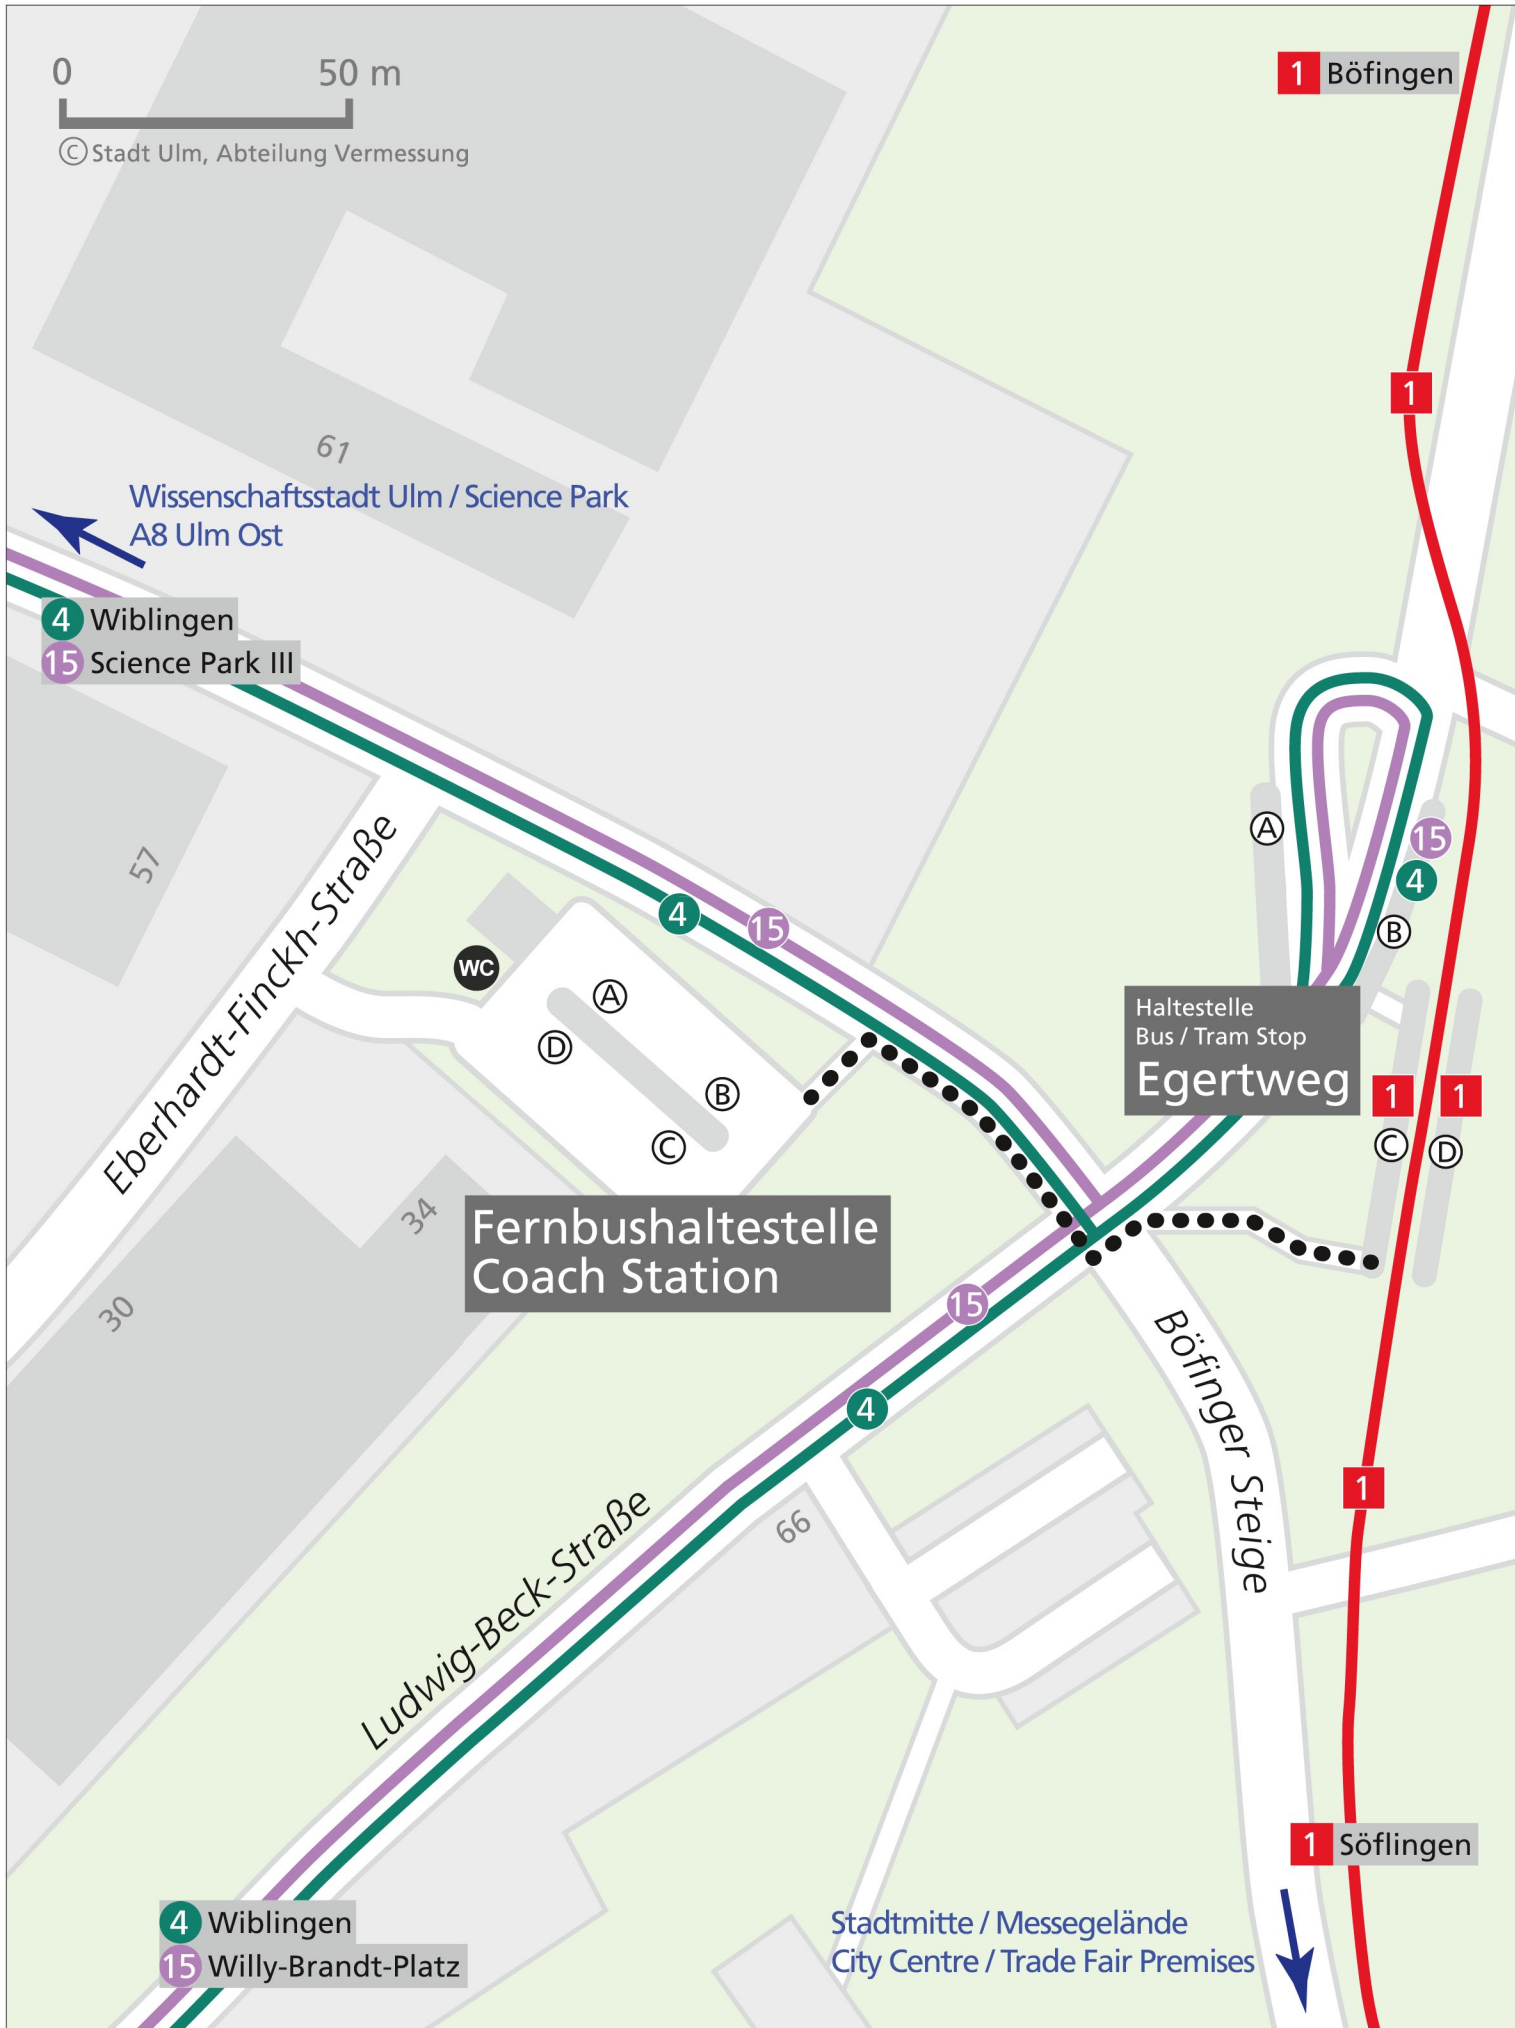 0 50 m
© Stadt Ulm, Abteilung Vermessung
1 Böfingen
1
61
Wissenschaftsstadt Ulm / Science Park
A8 Ulm Ost
4 Wiblingen
15 Science Park III
57
Eberhardt-Finckh-Straße
WC
4
15
A
D
B
C
A
15
4
B
Haltestelle
Bus / Tram Stop
Egertweg
1
1
C
D
Fernbushaltestelle
Coach Station
34
30
15
4
Böfinger Steige
1
66
Ludwig-Beck-Straße
1 Söflingen
4 Wiblingen
15 Willy-Brandt-Platz
Stadtmitte / Messegelände
City Centre / Trade Fair Premises